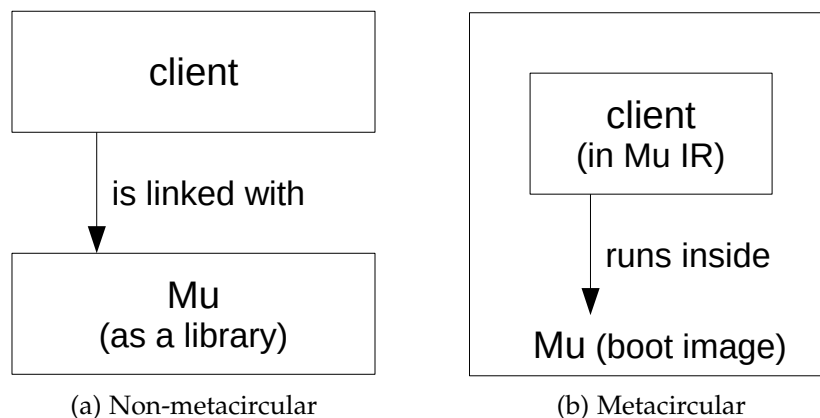 client
is linked with
Mu
(as a library)
(a) Non-metacircular
client
(in Mu IR)
runs inside
Mu (boot image)
(b) Metacircular